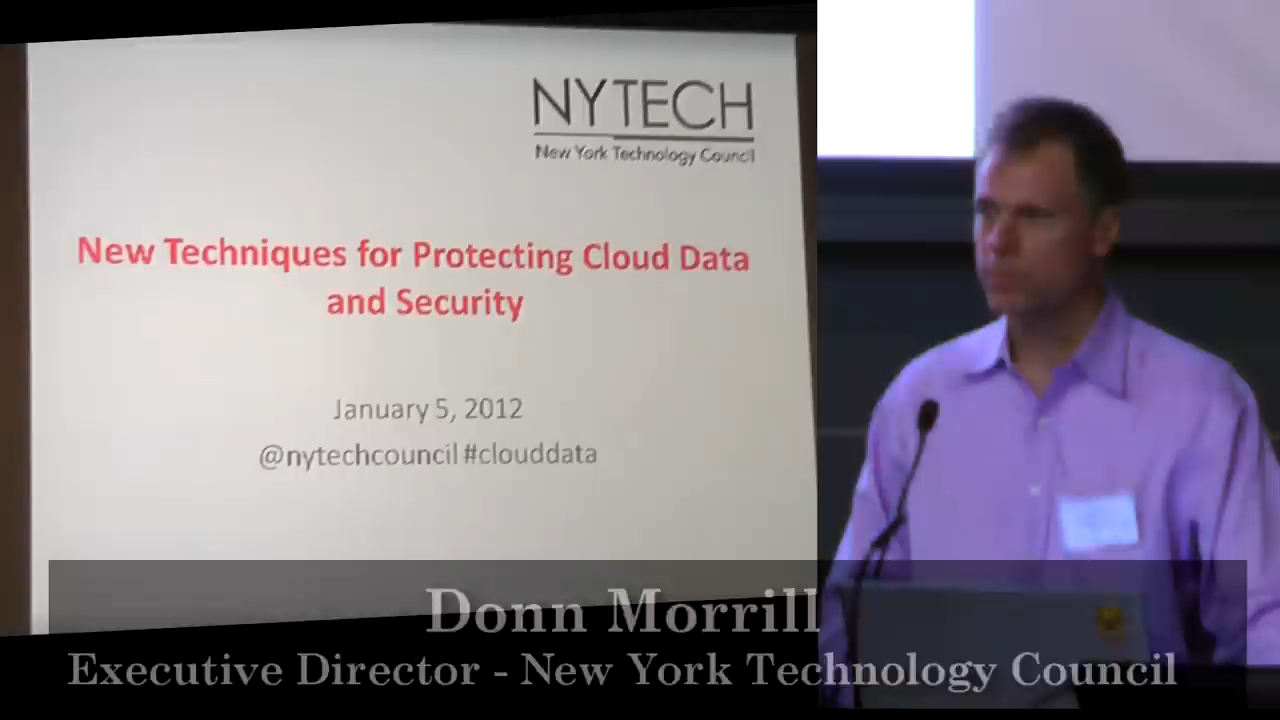 NYTECH
New York Technology Council
New Techniques for Protecting Cloud Data
and Security
January 5, 2012
@nytechcouncil #clouddata
Donn Morrill
Executive Director - New York Technology Council